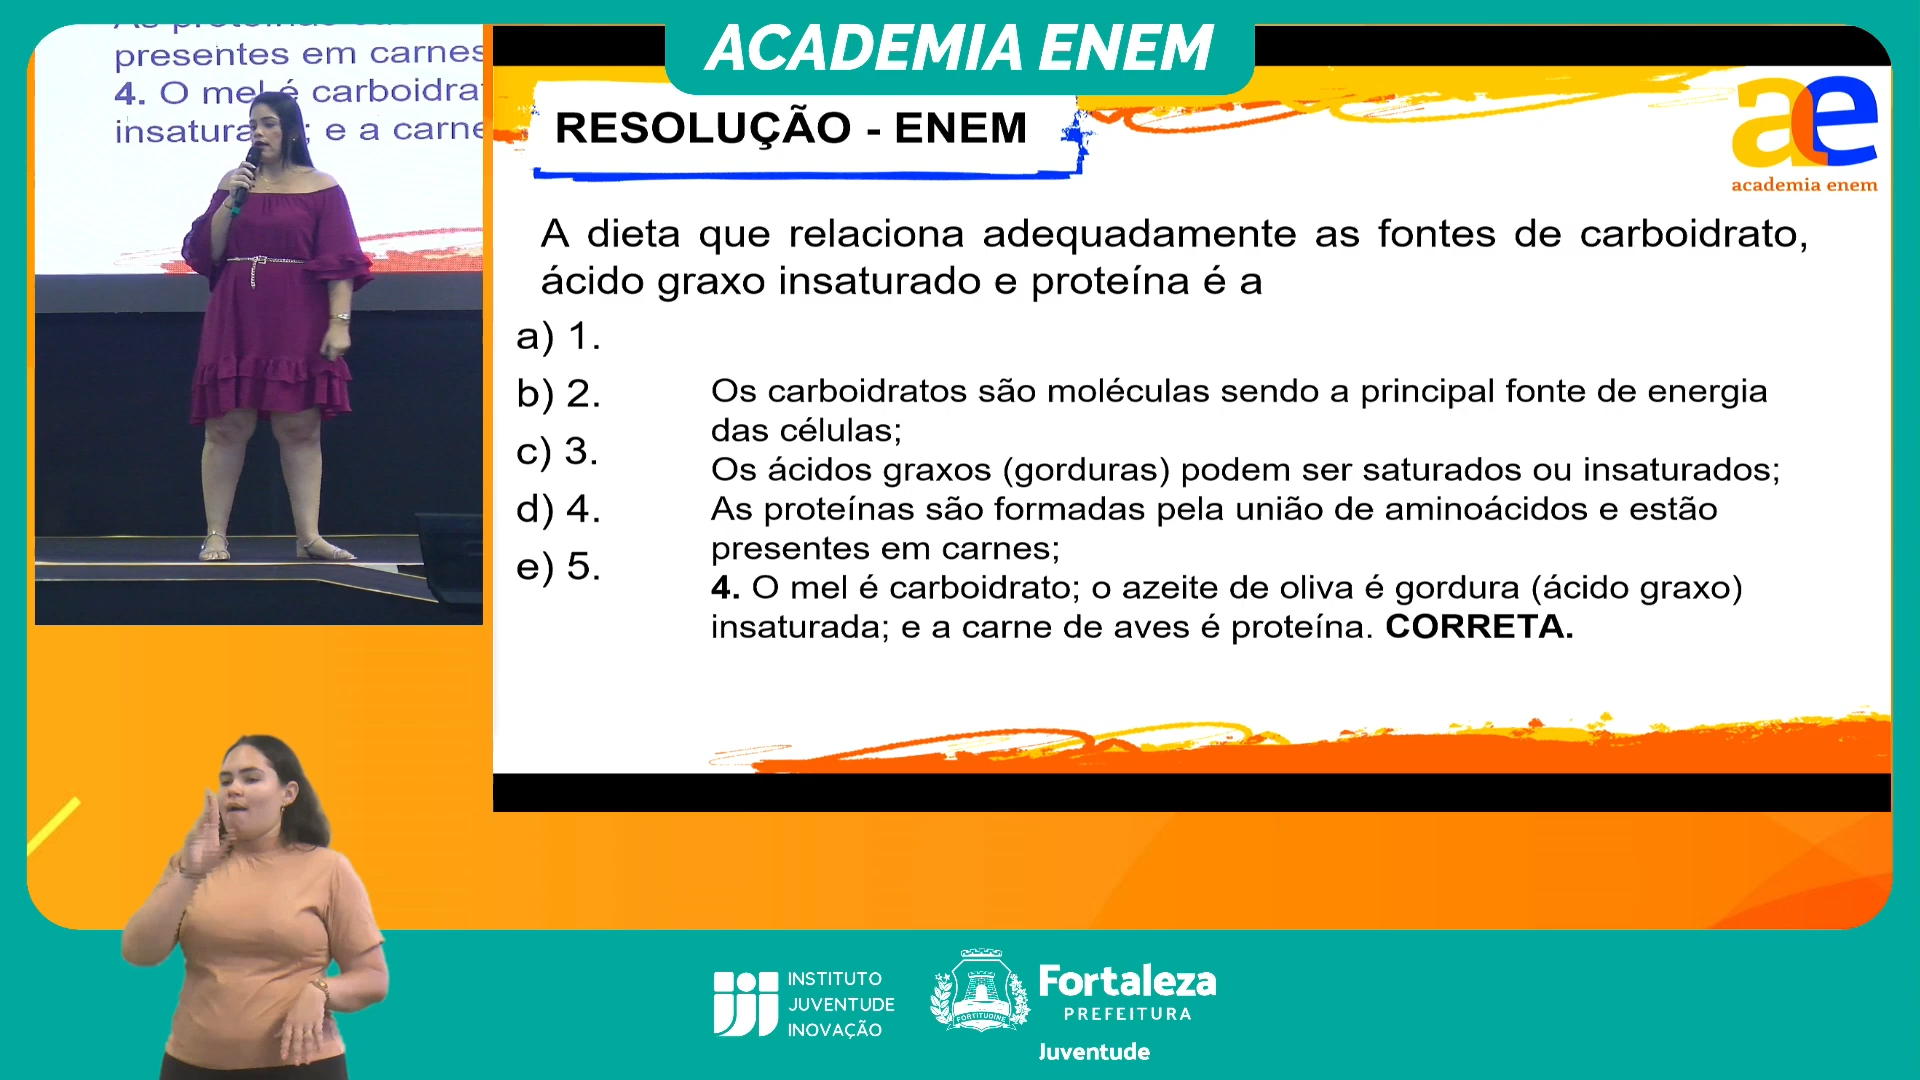 ACADEMIA ENEM
presentes em carnes
4. O mel é carboidra
insatura ; e a carne
RESOLUÇÃO - ENEM
ae
academia enem
A dieta que relaciona adequadamente as fontes de carboidrato,
ácido graxo insaturado e proteína é a
a) 1.
b) 2.
c) 3.
d) 4.
e) 5.
Os carboidratos são moléculas sendo a principal fonte de energia
das células;
Os ácidos graxos (gorduras) podem ser saturados ou insaturados;
As proteínas são formadas pela união de aminoácidos e estão
presentes em carnes;
4. O mel é carboidrato; o azeite de oliva é gordura (ácido graxo)
insaturada; e a carne de aves é proteína. CORRETA.
INSTITUTO
JUVENTUDE
INOVAÇÃO
FORTITUDINE
Fortaleza
PREFEITURA
Juventude